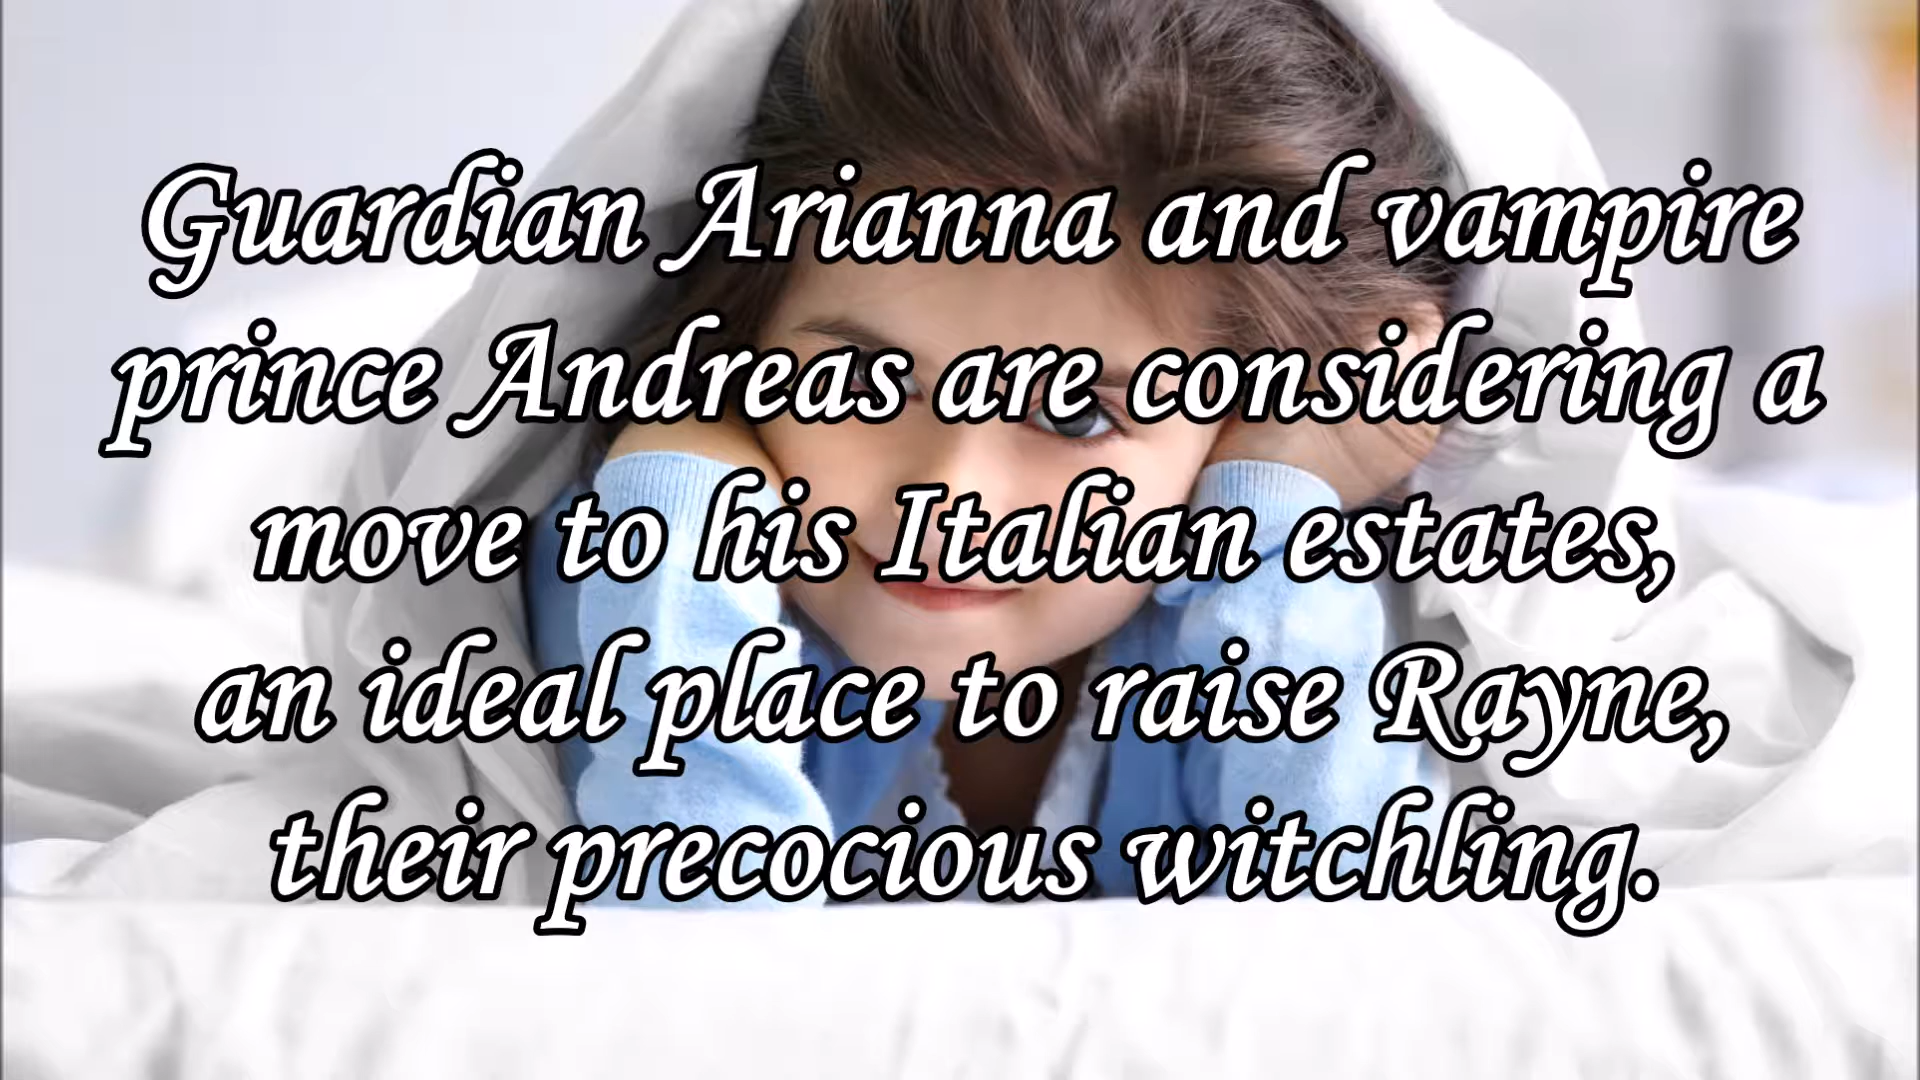 Guardian Arianna and vampire
prince Andreas are considering a
move to his Italian estates,
an ideal place to raise Rayne,
their precocious witchling.